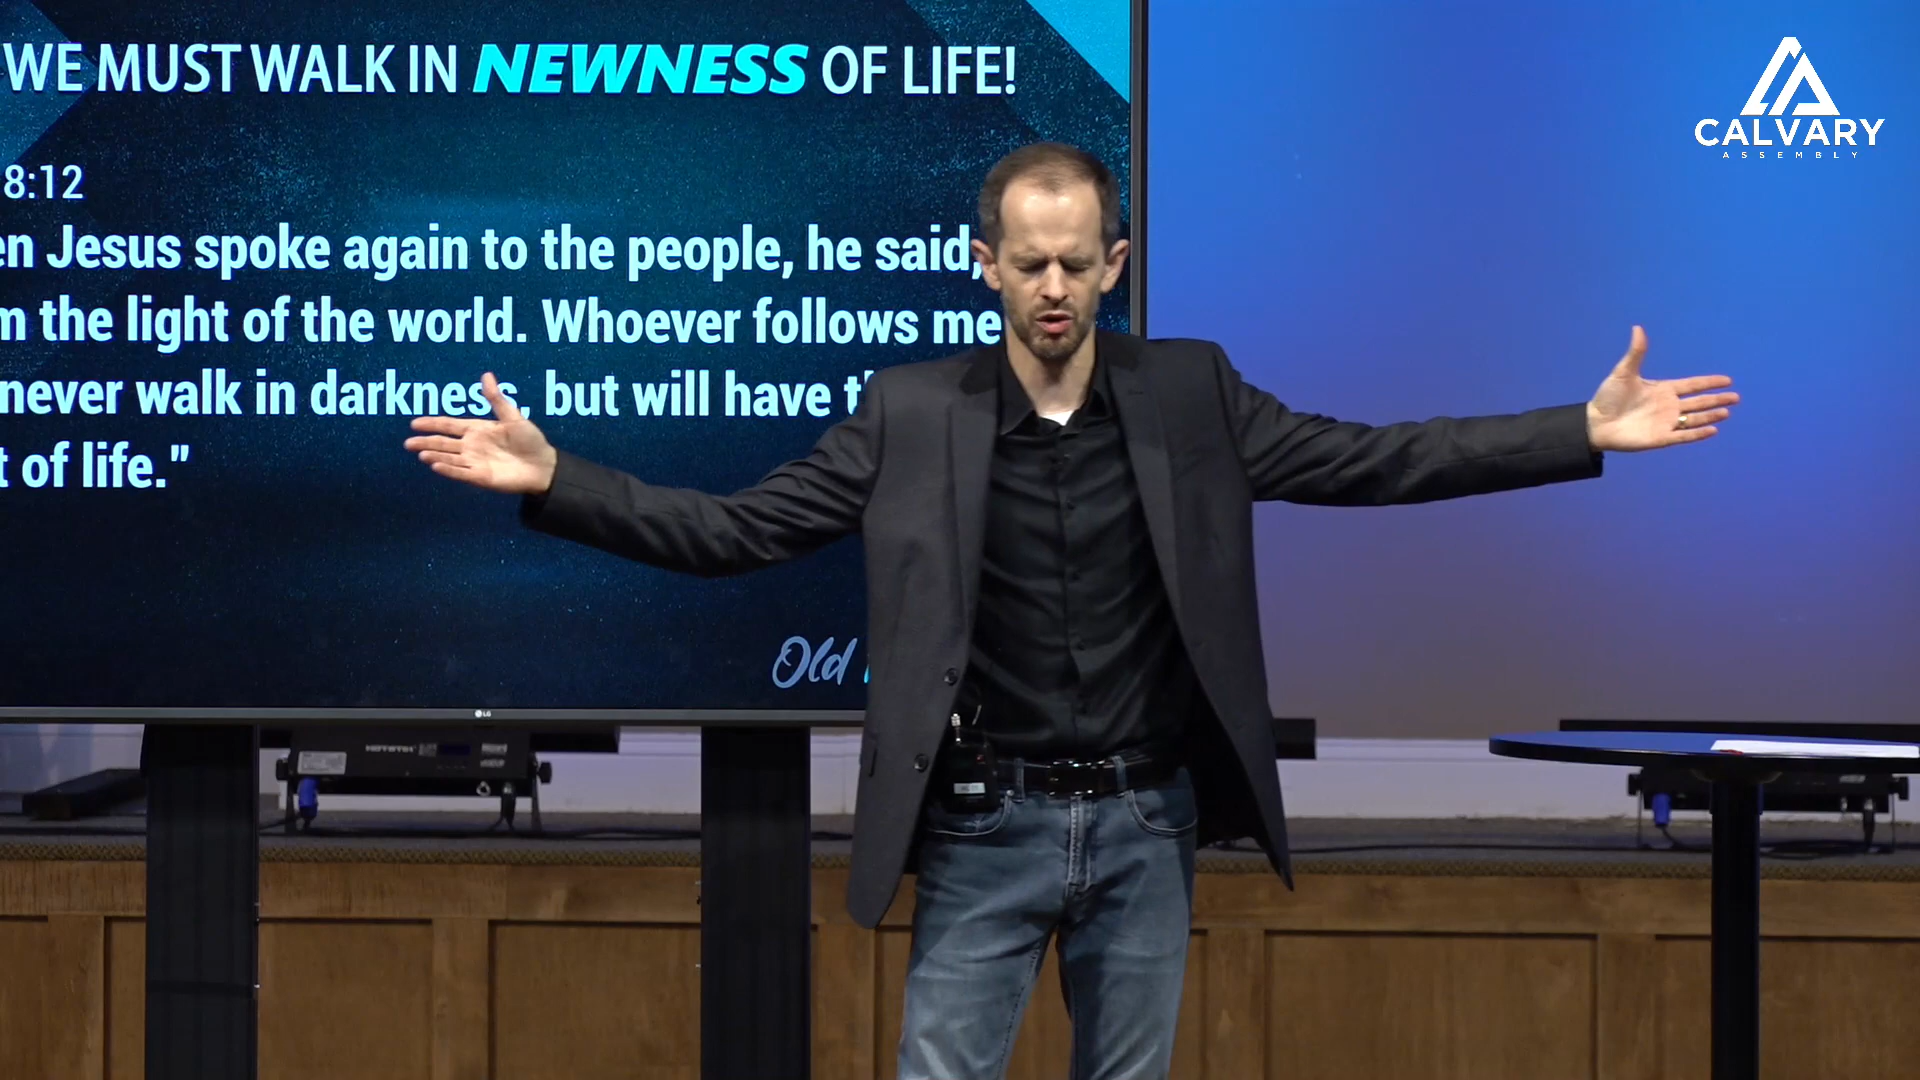 WE MUST WALK IN NEWNESS OF LIFE!
8:12
en Jesus spoke again to the people, he said,
m the light of the world. Whoever follows me
never walk in darkness, but will have t
t of life."
Old
LG
CALVARY
ASSEMBLY